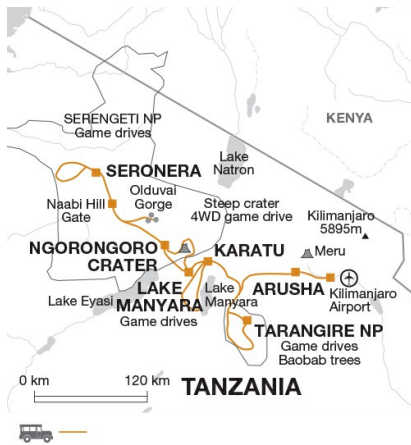 SERENGETI NP
Game drives
KENYA
Lake
Natron
SERONERA
Olduvai
Gorge
Naabi Hill
Gate
Steep crater
4WD game drive
Kilimanjaro
5895m
NGORONGORO
CRATER
KARATU
Meru
LAKE
MANYARA
Game drives
Lake
Manyara
ARUSHA
Kilimanjaro
Airport
Lake Eyasi
TARANGIRE NP
Game drives
Baobab trees
0 km
120 km
TANZANIA